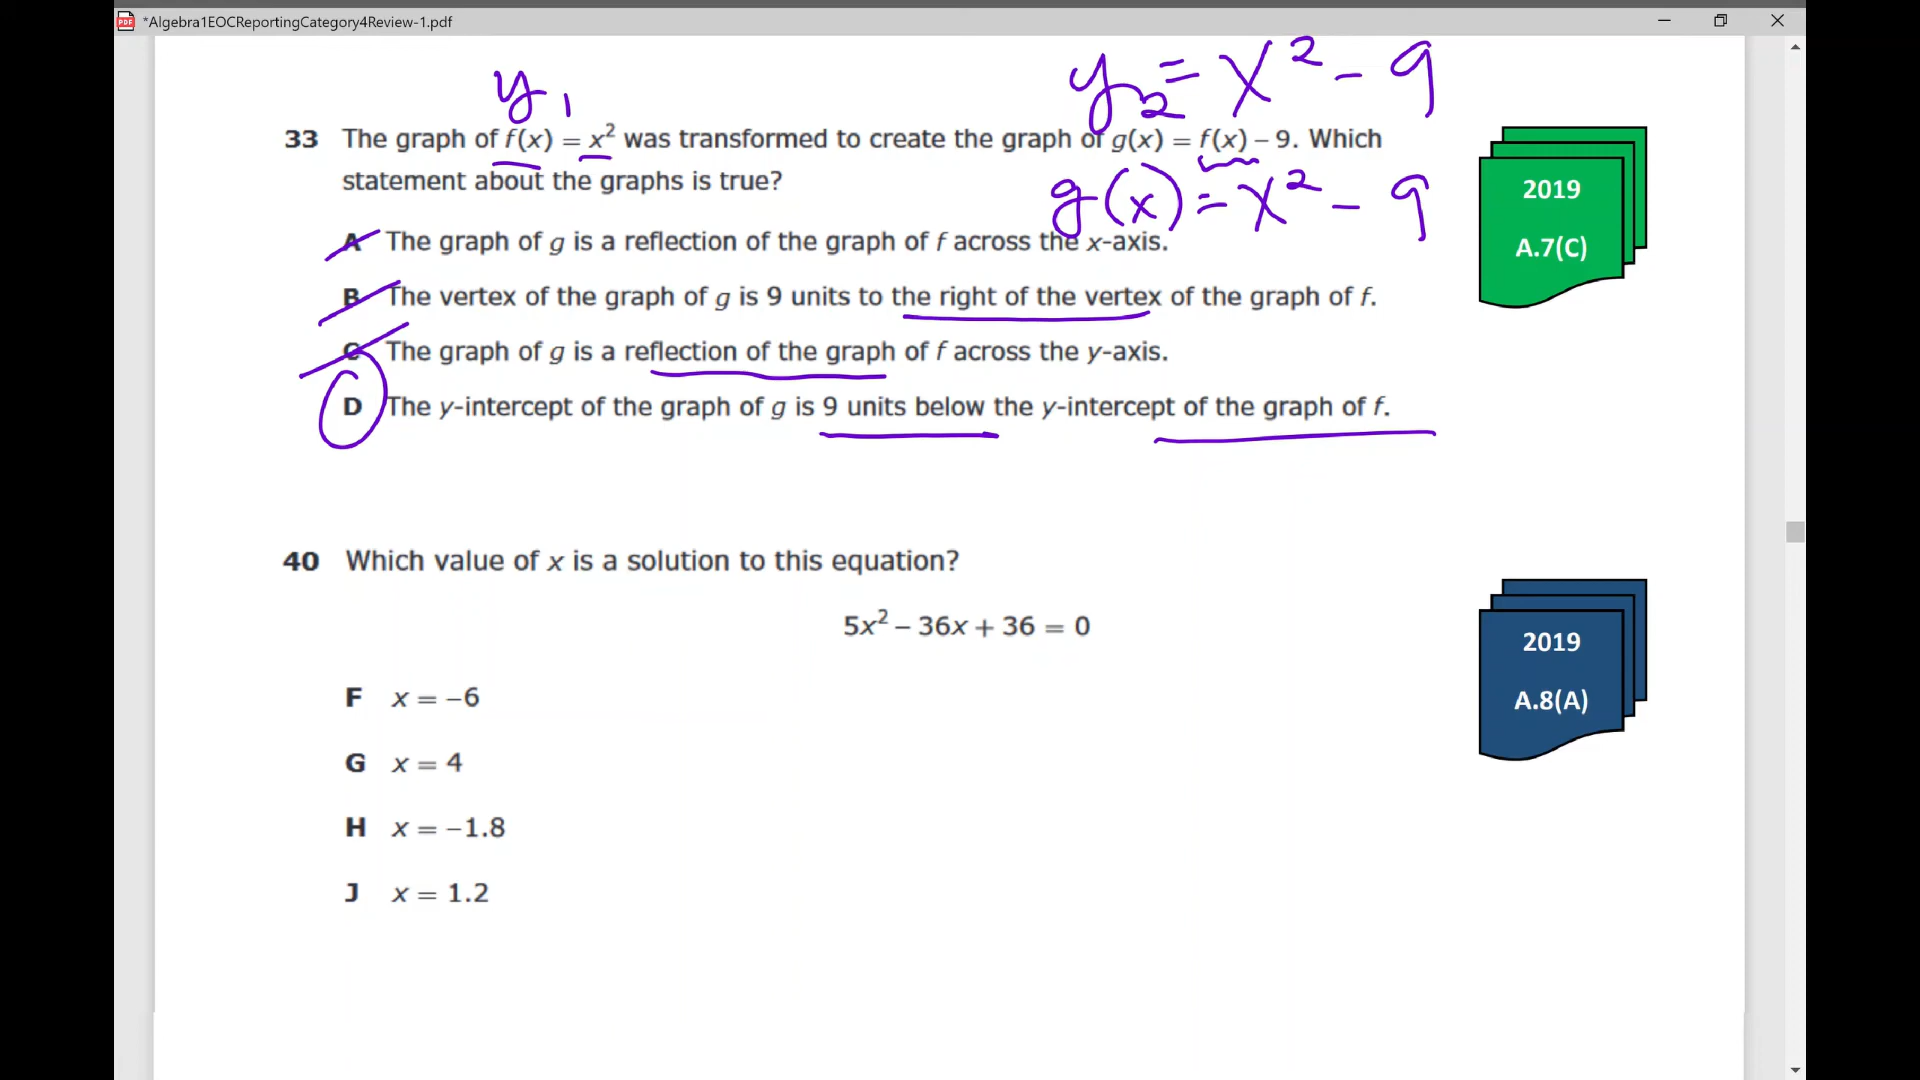 *Algebra1EOCReportingCategory4Review-1.pdf
y₁
y₂ = x² - 9
33 The graph of f(x) = x² was transformed to create the graph of g(x) = f(x) – 9. Which
statement about the graphs is true?
g(x) = x² - 9
A The graph of g is a reflection of the graph of f across the x-axis.
B The vertex of the graph of g is 9 units to the right of the vertex of the graph of f.
C The graph of g is a reflection of the graph of f across the y-axis.
D The y-intercept of the graph of g is 9 units below the y-intercept of the graph of f.
2019
A.7(C)
40 Which value of x is a solution to this equation?
5x² – 36x + 36 = 0
F x = –6
G x = 4
H x = –1.8
J x = 1.2
2019
A.8(A)